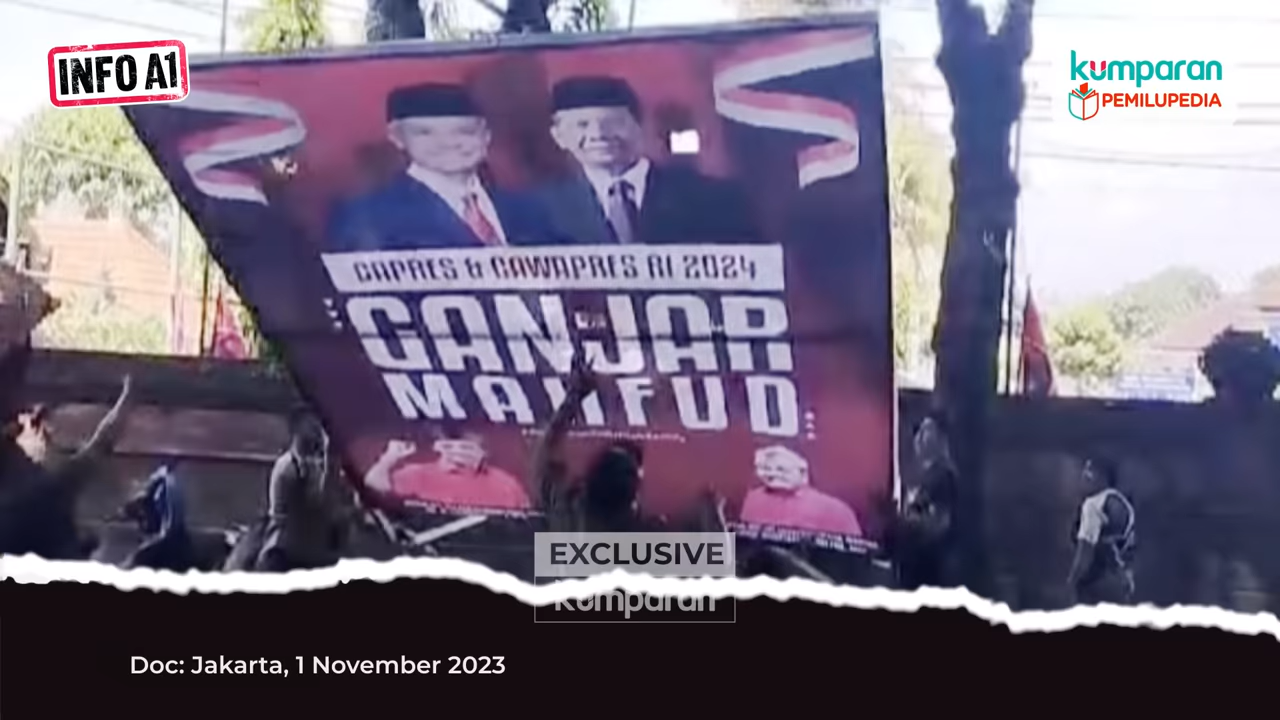 INFO A1
kumparan
PEMILUPEDIA
CAPRES & CAWAPRES RI 2024
GANJAR
MAHFUD
EXCLUSIVE
kumparan
Doc: Jakarta, 1 November 2023